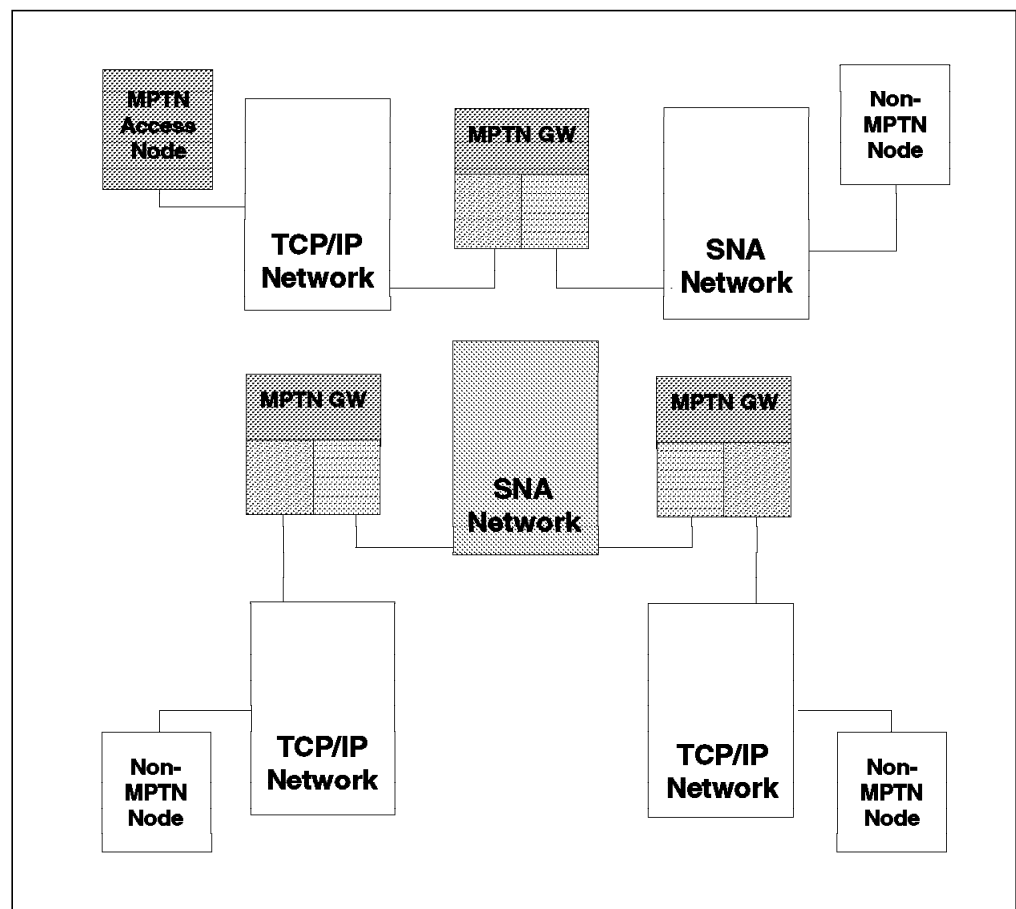 MPTN
Access
Node
TCP/IP
Network
MPTN GW
SNA
Network
Non-
MPTN
Node
MPTN GW
SNA
Network
MPTN GW
Non-
MPTN
Node
TCP/IP
Network
TCP/IP
Network
Non-
MPTN
Node